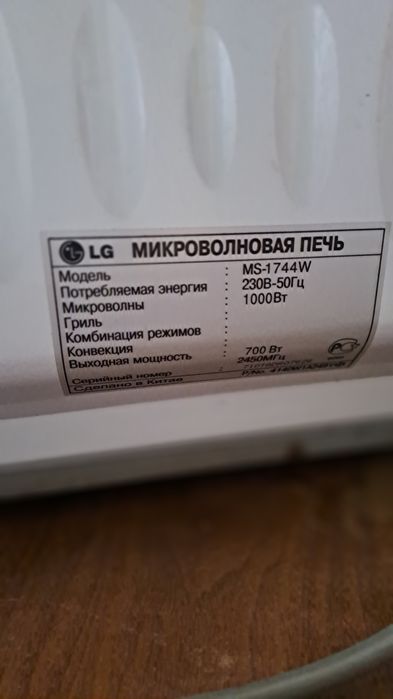 LG МИКРОВОЛНОВАЯ ПЕЧЬ
Модель : MS-1744W
Потребляемая энергия : 230В-50Гц
Микроволны : 1000Вт
Гриль :
Комбинация режимов :
Конвекция :
Выходная мощность : 700 Вт
2450МГц
Серийный номер :
Сделано в Китае P/No.